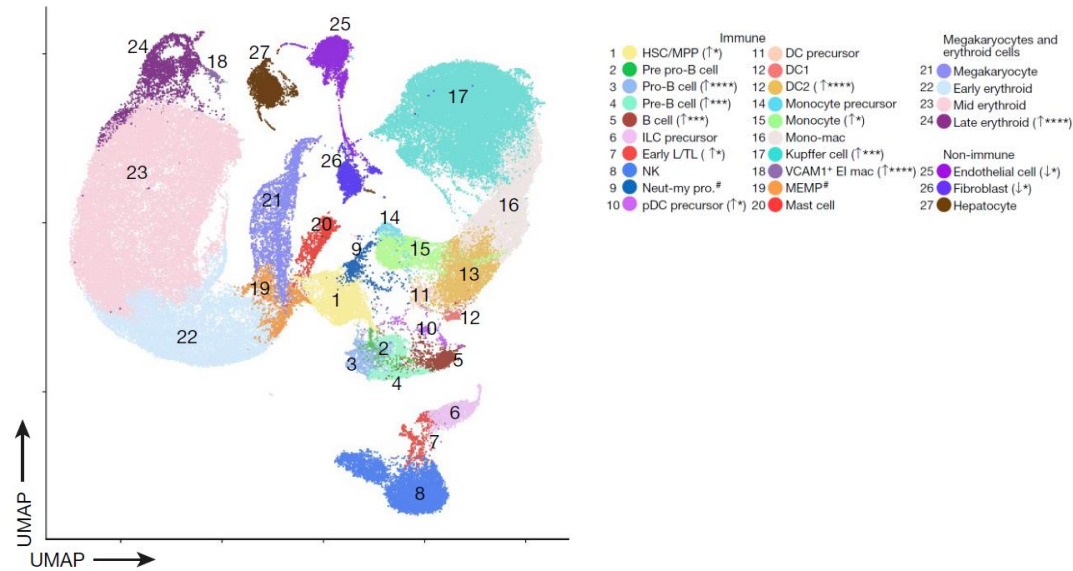 25
24
18
27
17
26
23
21
20
14
16
9
15
13
19
1
11
12
22
10
2
3
5
4
6
7
8
UMAP
UMAP
Immune
1 HSC/MPP (↑*)
2 Pre pro-B cell
3 Pro-B cell (↑****)
4 Pre-B cell (↑***)
5 B cell (↑***)
6 ILC precursor
7 Early L/TL (↑*)
8 NK
9 Neut-my pro.#
10 pDC precursor (↑*)
11 DC precursor
12 DC1
12 DC2 (↑****)
14 Monocyte precursor
15 Monocyte (↑*)
16 Mono-mac
17 Kupffer cell (↑***)
18 VCAM1+ EI mac (↑****)
19 MEMP#
20 Mast cell
Megakaryocytes and
erythroid cells
21 Megakaryocyte
22 Early erythroid
23 Mid erythroid
24 Late erythroid (↑****)
Non-immune
25 Endothelial cell (↓*)
26 Fibroblast (↓*)
27 Hepatocyte